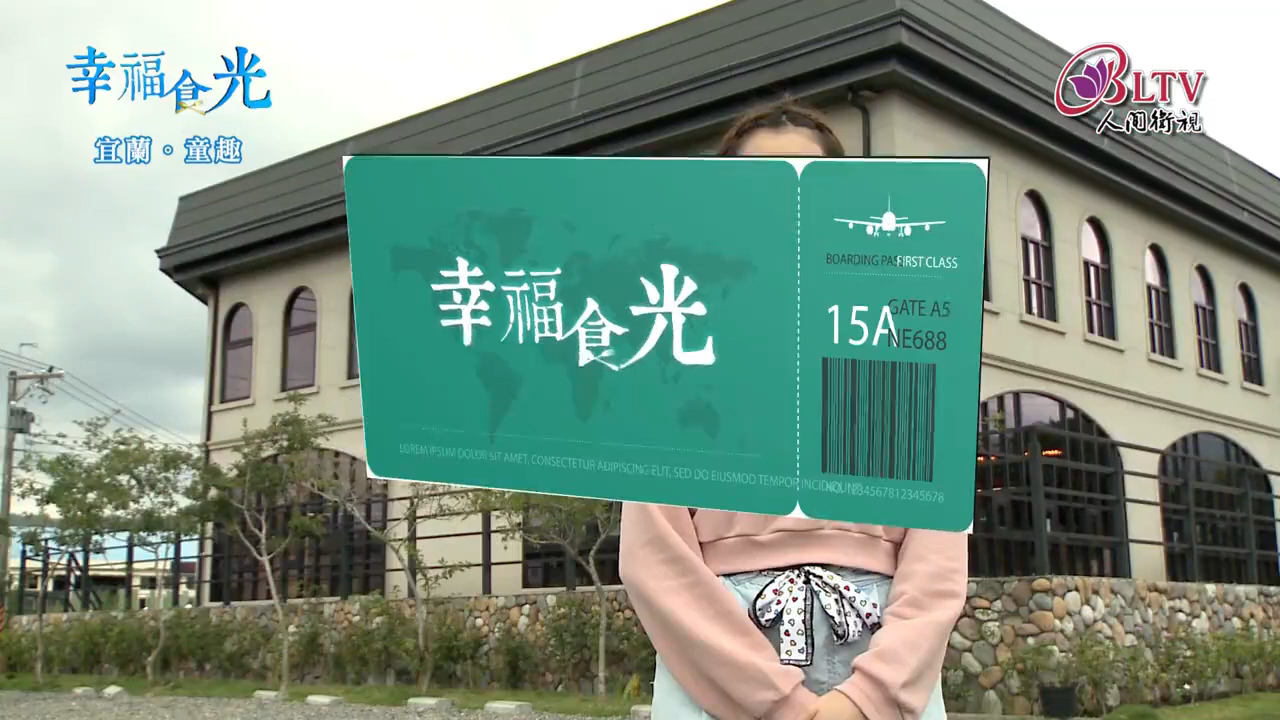 幸福食光
宜蘭。童趣
BLTV
人間衛視
幸福食光
BOARDING PAS
FIRST CLASS
15A
GATE A5
NE688
LOREM IPSUM DOLOR SIT AMET, CONSECTETUR ADIPISCING ELIT, SED DO EIUSMOD TEMPOR INCIDIDUNT